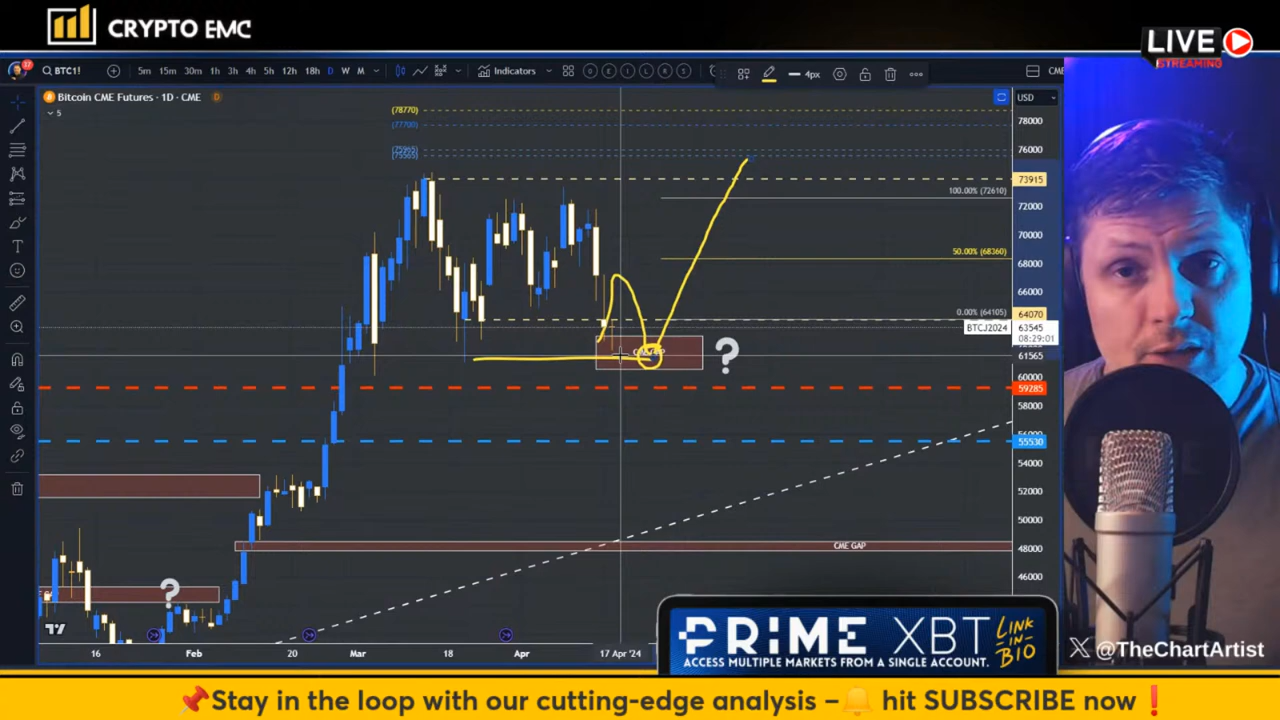 CRYPTO EMC
LIVE
STREAMING
BTC1!
5m 15m 30m 1h 3h 4h 5h 12h 18h D W M
Indicators
4px
Bitcoin CME Futures · 1D · CME
D
5
USD
(78770)
(77700)
(75565)
78000
76000
73915
100.00% (72610)
72000
70000
50.00% (68360)
68000
66000
0.00% (64105)
64070
BTCJ2024
63545
08:29:01
61565
?
60000
59285
58000
55530
54000
52000
50000
CME GAP
48000
?
46000
16 Feb 20 Mar 18 Apr 17 Apr '24
PRIME XBT
LINK
IN
BIO
ACCESS MULTIPLE MARKETS FROM A SINGLE ACCOUNT.
@TheChartArtist
📌Stay in the loop with our cutting-edge analysis –🔔 hit SUBSCRIBE now❗